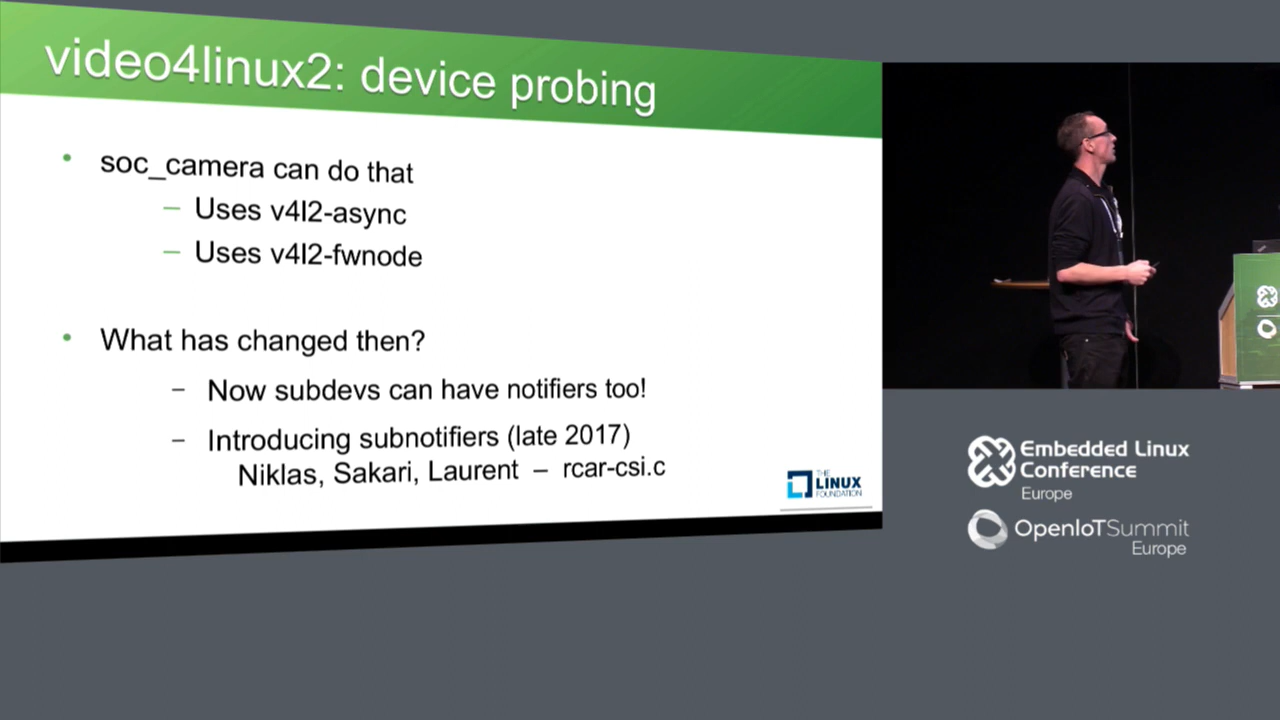 video4linux2: device probing
• soc_camera can do that
– Uses v4l2-async
– Uses v4l2-fwnode
• What has changed then?
– Now subdevs can have notifiers too!
– Introducing subnotifiers (late 2017)
Niklas, Sakari, Laurent – rcar-csi.c
THE
LINUX
FOUNDATION
Embedded Linux
Conference
Europe
OpenIoTSummit
Europe